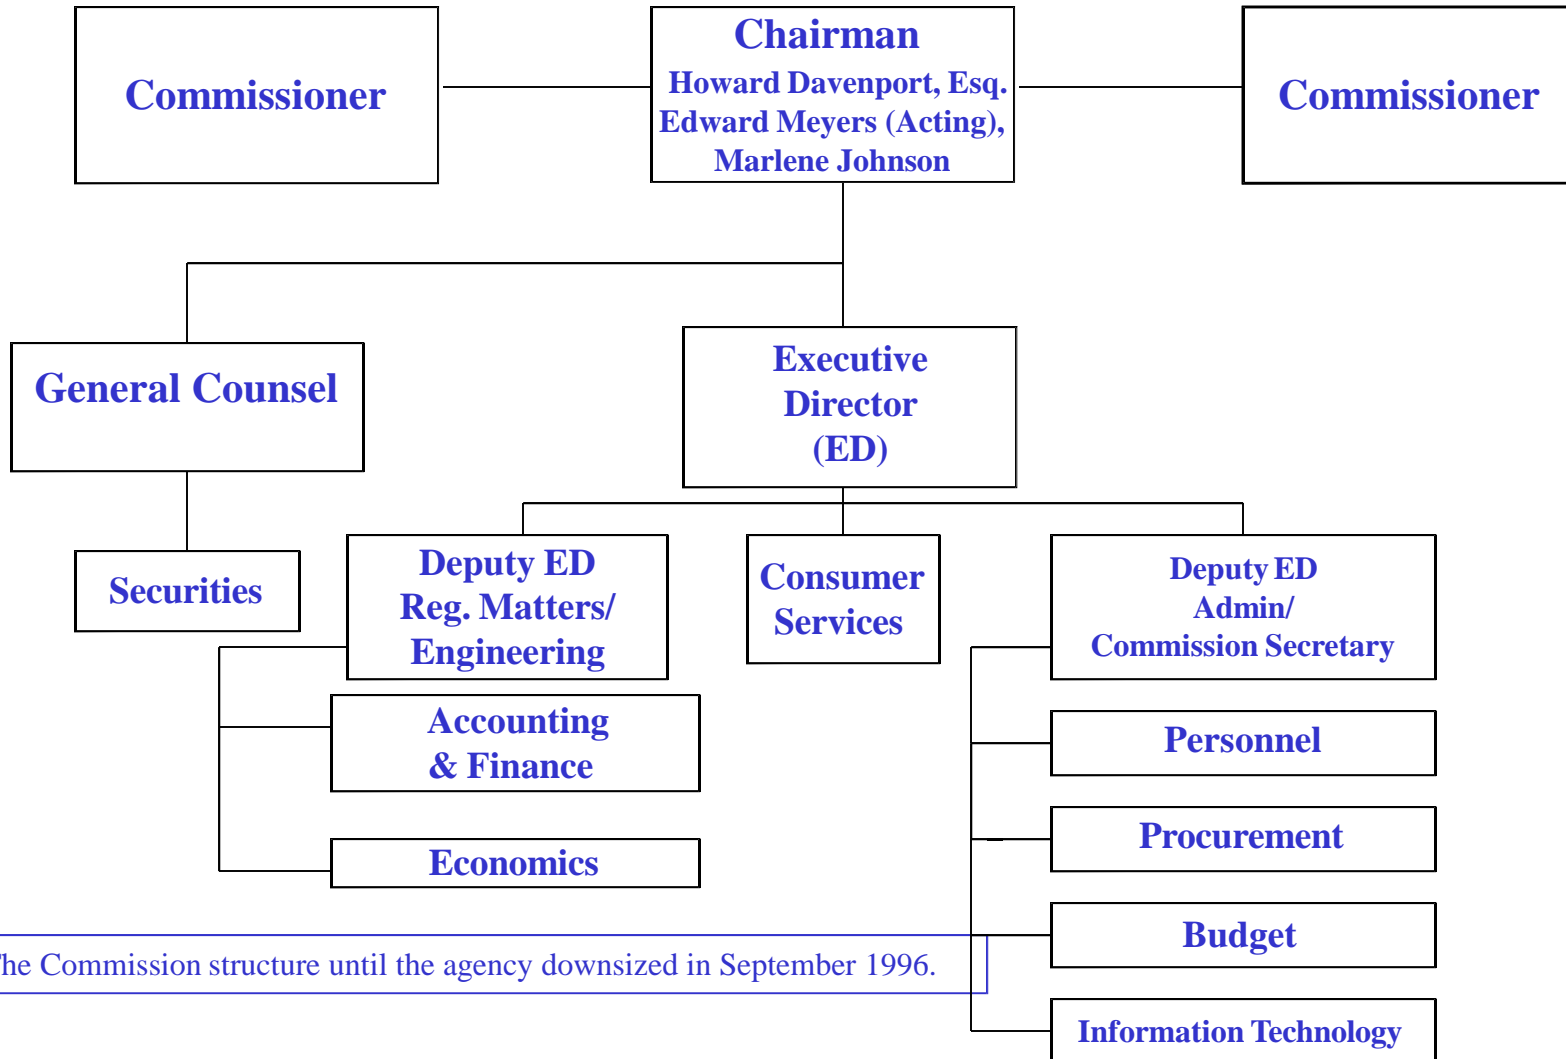 Commissioner
Chairman
Howard Davenport, Esq.
Edward Meyers (Acting),
Marlene Johnson
Commissioner
General Counsel
Executive
Director
(ED)
Securities
Deputy ED
Reg. Matters/
Engineering
Consumer
Services
Deputy ED
Admin/
Commission Secretary
Accounting
& Finance
Economics
Personnel
Procurement
Budget
Information Technology
The Commission structure until the agency downsized in September 1996.